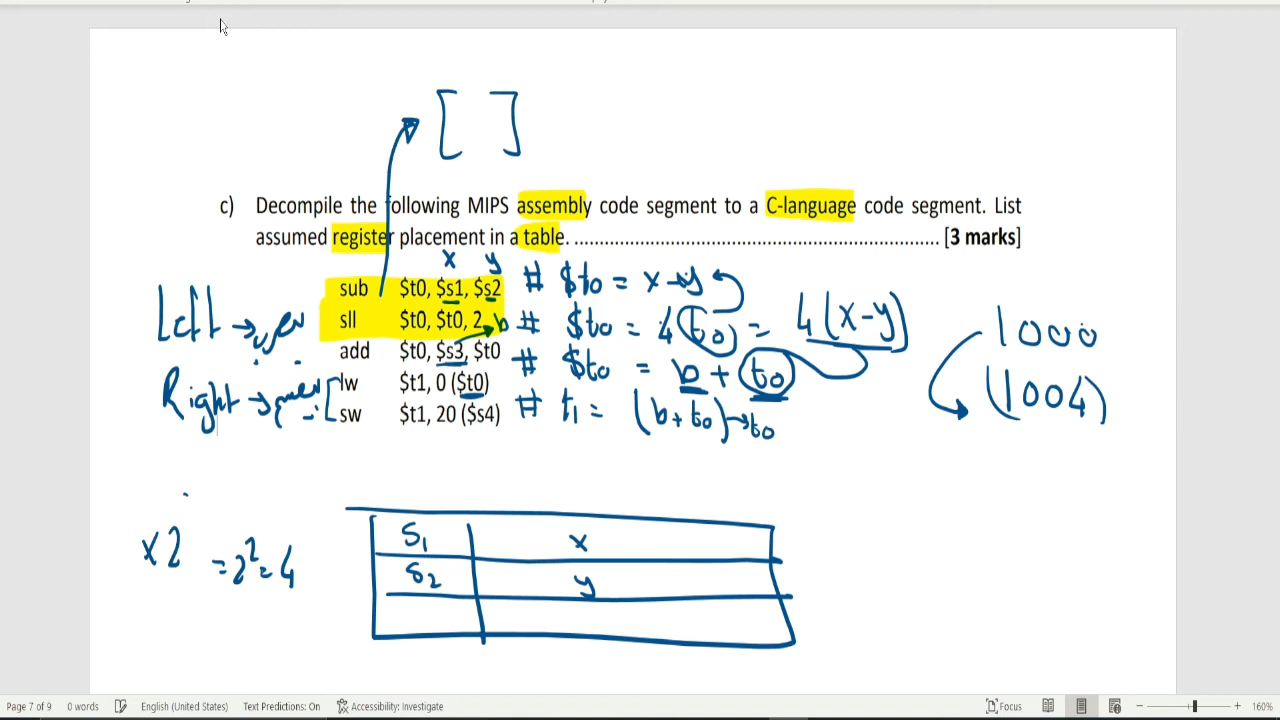 [ ]
c) Decompile the following MIPS assembly code segment to a C-language code segment. List
assumed register placement in a table. ........................................................................................ [3 marks]
x y
sub $t0, $s1, $s2 # $t0 = x - y
sll $t0, $t0, 2 # $t0 = 4(t0) = 4(x-y)
add $t0, $s3, $t0 b # $t0 = b + t0
lw $t1, 0 ($t0)
sw $t1, 20 ($s4) # t1 = (b+t0) → t0
Left →
Right →
1000
(1004)
x2 = 2² = 4
S1 x
S2 y
Page 7 of 9 0 words English (United States) Text Predictions: On Accessibility: Investigate Focus 160%